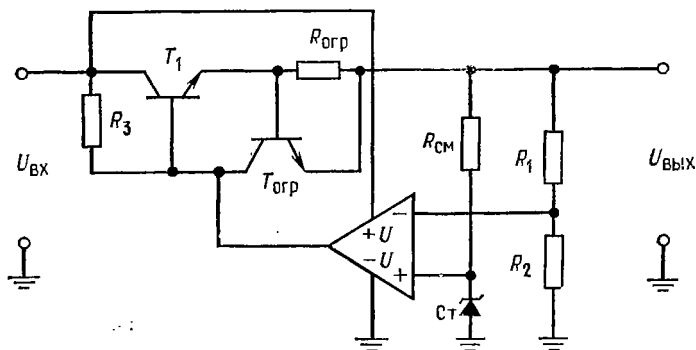 T₁
Rогр
R₃
Uвх
Tогр
Rсм
R₁
Uвых
+U
−
−U
+
R₂
Ст